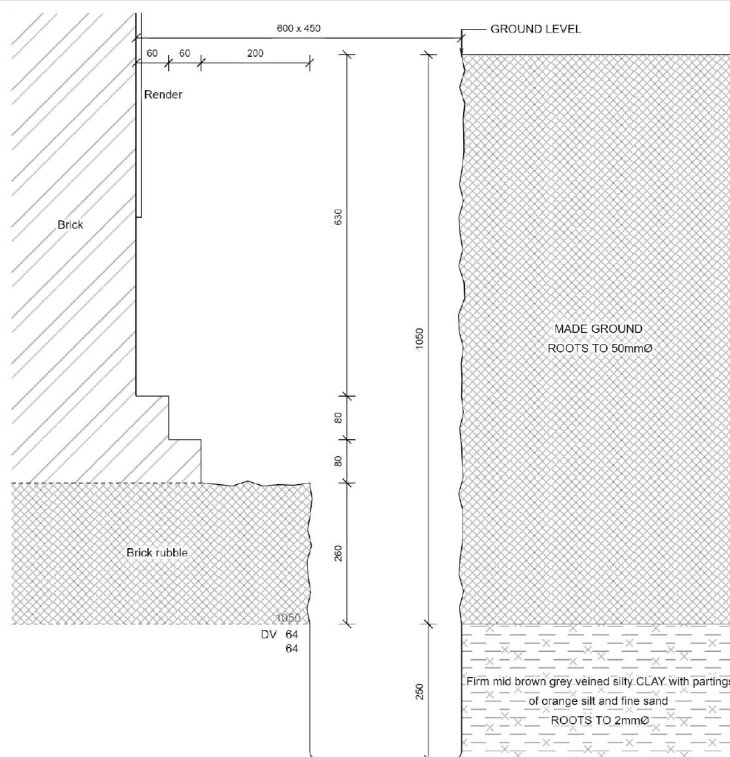 600 x 450
GROUND LEVEL
60 60 200
Render
630
Brick
1050
MADE GROUND
ROOTS TO 50mmØ
80
80
Brick rubble
260
1050
DV 64
64
250
Firm mid brown grey veined silty CLAY with partings
of orange silt and fine sand
ROOTS TO 2mmØ